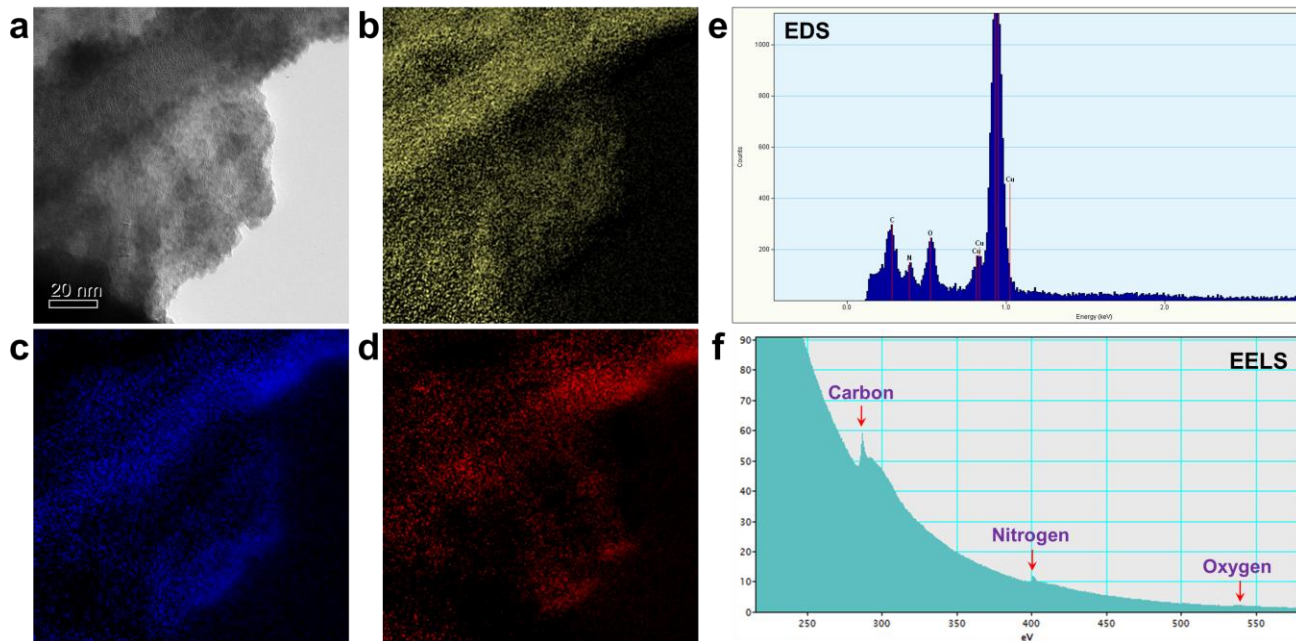 a
b
e
EDS
1000
800
600
400
200
Counts
C
N
O
Cu
Cu
Cu
0.0
1.0
2.0
Energy (keV)
20 nm
c
d
f
EELS
90
80
70
60
50
40
30
20
10
0
Carbon
Nitrogen
Oxygen
250
300
350
400
450
500
550
eV